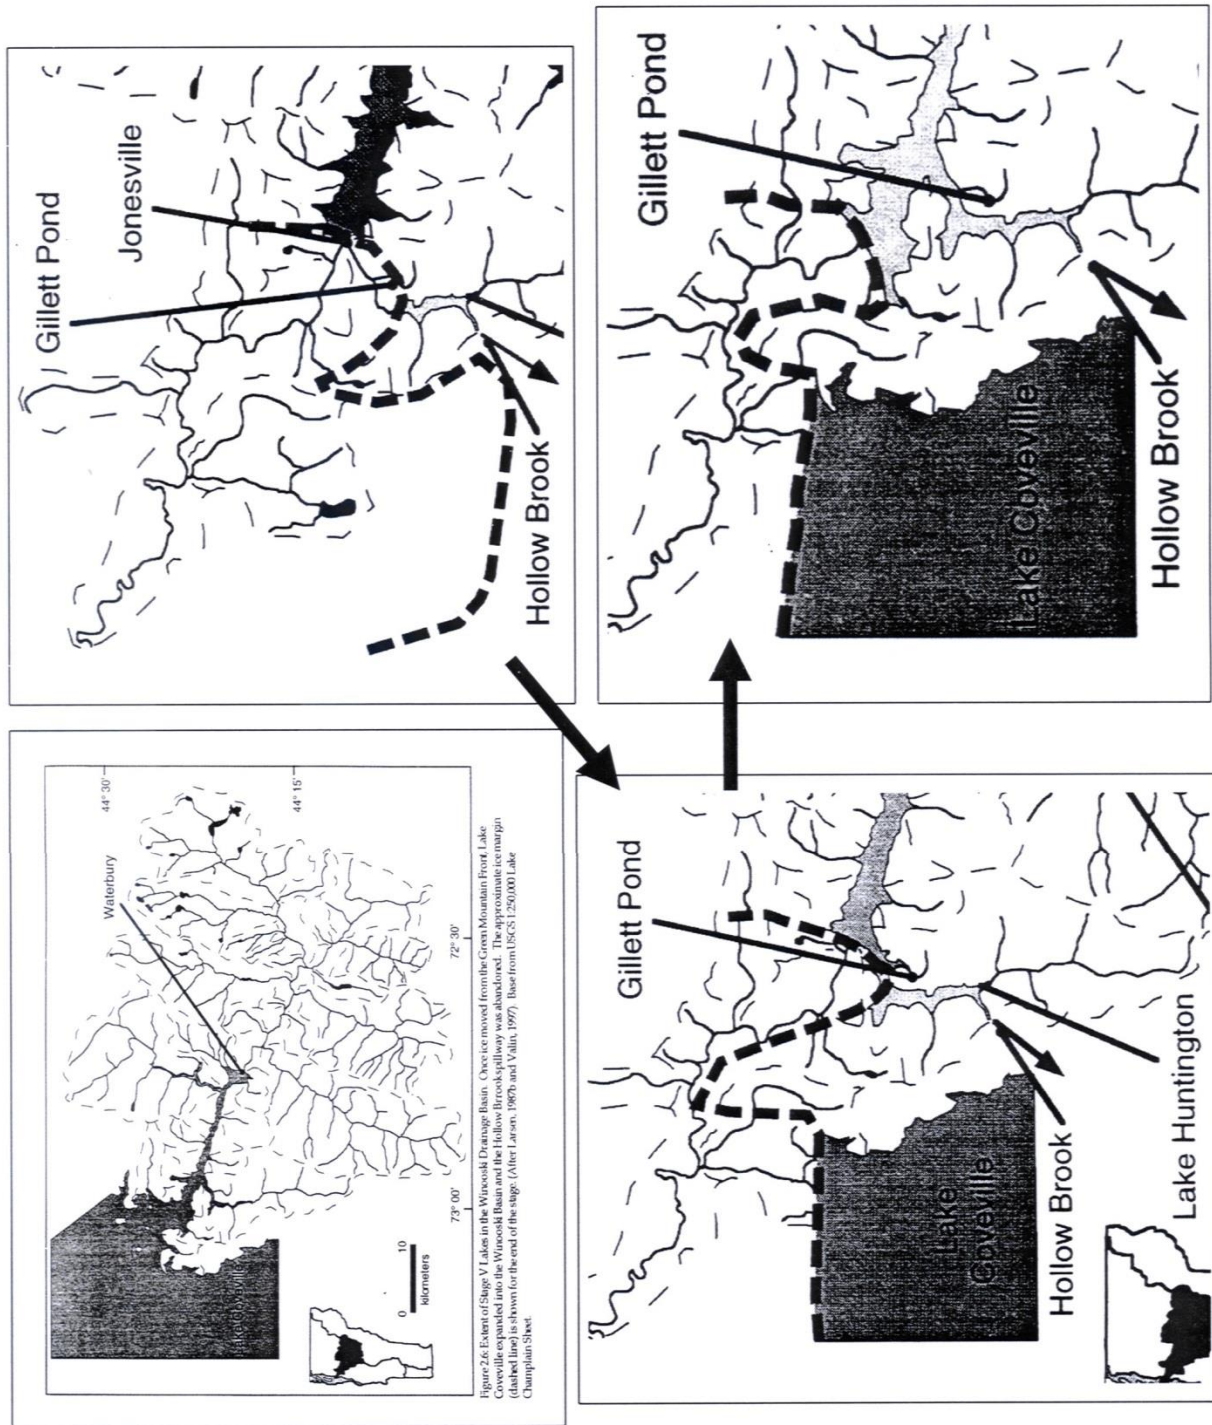 Waterbury
44° 30'
44° 15'
72° 30'
73° 00'
Lake Coveville
0 10
kilometers
Figure 2.6: Extent of Stage V Lakes in the Winooski Drainage Basin. Once ice moved from the Green Mountain Front, Lake
Coveville expanded into the Winooski Basin and the Hollow Brrook spillway was abandoned. The approximate ice margin
(dashed line) is shown for the end of the stage. (After Larsen, 1987b and Valin, 1997). Base from USGS 1:250,000 Lake
Champlain Sheet.
Gillett Pond
Jonesville
Hollow Brook
Gillett Pond
Lake
Coveville
Hollow Brook
Lake Huntington
Gillett Pond
Lake Coveville
Hollow Brook